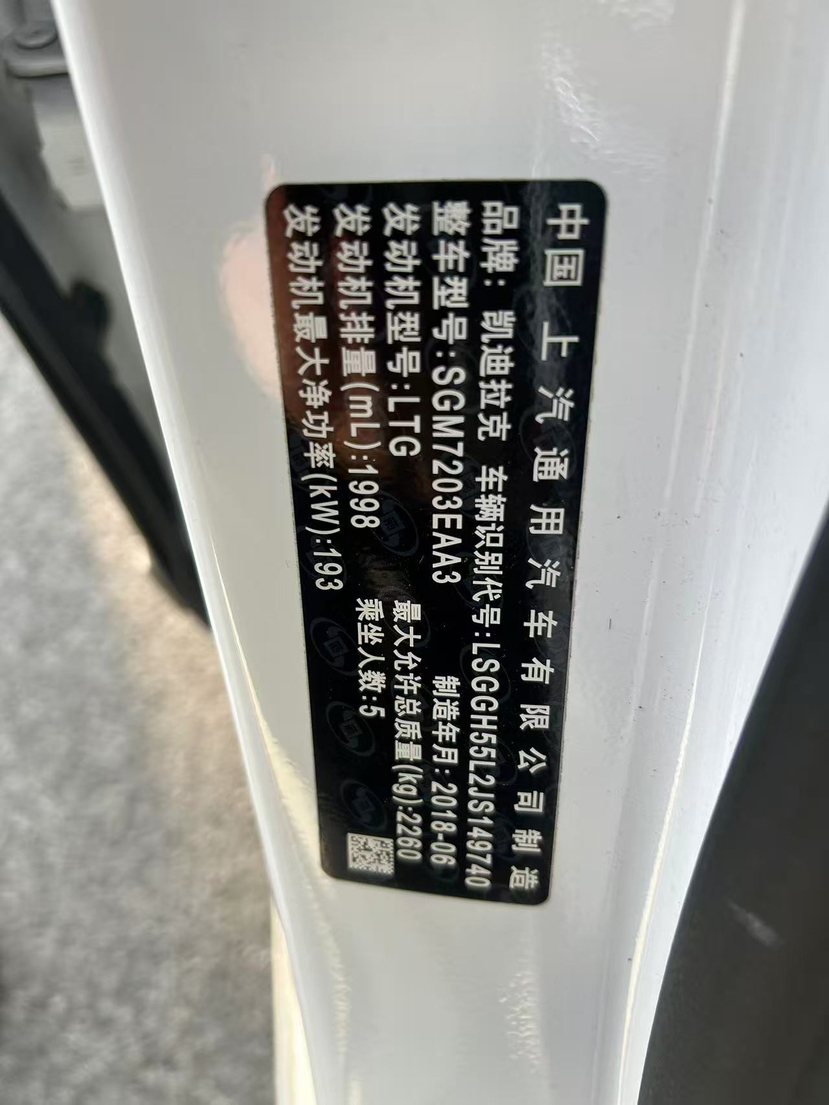 中国 上汽通用汽车有限公司制造
品牌: 凯迪拉克 车辆识别代号:LSGGH55L2JS149740
整车型号:SGM7203EAA3 制造年月:2018-06
发动机型号:LTG 最大允许总质量(kg):2260
发动机排量(mL):1998 乘坐人数:5
发动机最大净功率(kW):193